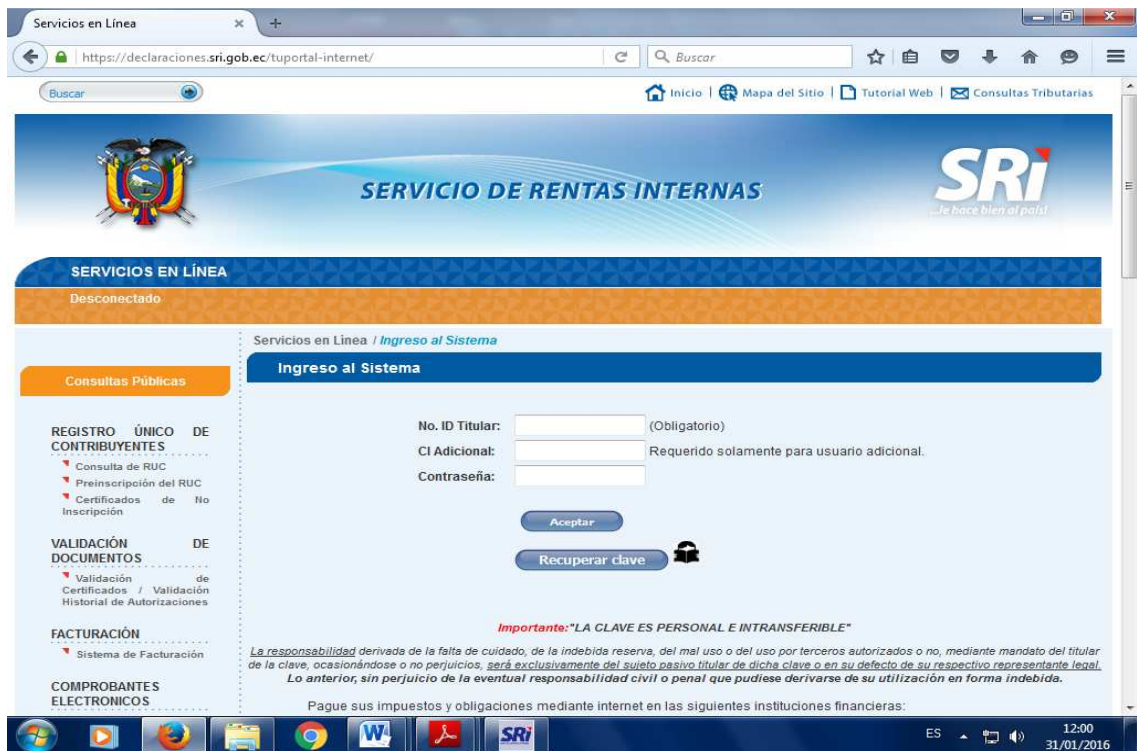 Servicios en Línea
https://declaraciones.sri.gob.ec/tuportal-internet/
Buscar
Buscar
Inicio | Mapa del Sitio | Tutorial Web | Consultas Tributarias
SERVICIO DE RENTAS INTERNAS
SRi
...le hace bien al país!
SERVICIOS EN LÍNEA
Desconectado
Servicios en Línea / Ingreso al Sistema
Ingreso al Sistema
Consultas Públicas
REGISTRO ÚNICO DE
CONTRIBUYENTES
Consulta de RUC
Preinscripción del RUC
Certificados de No
Inscripción
VALIDACIÓN DE
DOCUMENTOS
Validación de
Certificados / Validación
Historial de Autorizaciones
FACTURACIÓN
Sistema de Facturación
COMPROBANTES
ELECTRONICOS
No. ID Titular: (Obligatorio)
CI Adicional: Requerido solamente para usuario adicional.
Contraseña:
Aceptar
Recuperar clave
Importante:"LA CLAVE ES PERSONAL E INTRANSFERIBLE"
La responsabilidad derivada de la falta de cuidado, de la indebida reserva, del mal uso o del uso por terceros autorizados o no, mediante mandato del titular
de la clave, ocasionándose o no perjuicios, será exclusivamente del sujeto pasivo titular de dicha clave o en su defecto de su respectivo representante legal.
Lo anterior, sin perjuicio de la eventual responsabilidad civil o penal que pudiese derivarse de su utilización en forma indebida.
Pague sus impuestos y obligaciones mediante internet en las siguientes instituciones financieras:
SRi
ES
12:00
31/01/2016